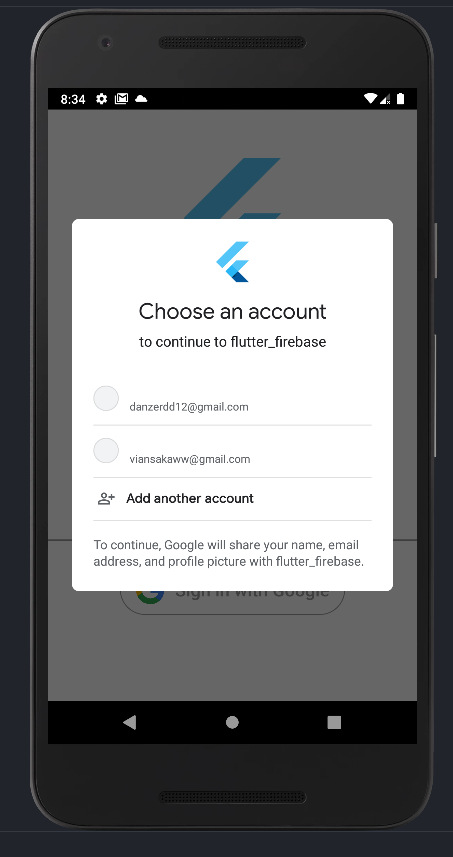 8:34
Choose an account
to continue to flutter_firebase
danzerdd12@gmail.com
viansakaww@gmail.com
Add another account
To continue, Google will share your name, email
address, and profile picture with flutter_firebase.
Sign in with Google